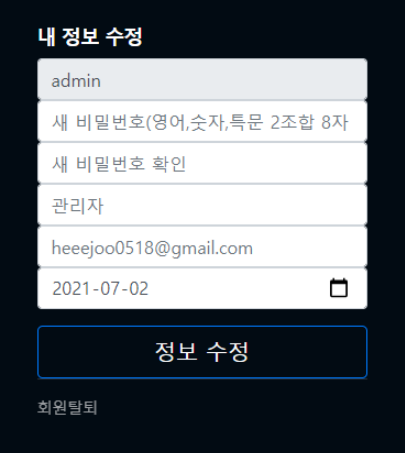 내 정보 수정
admin
새 비밀번호(영어,숫자,특문 2조합 8자
새 비밀번호 확인
관리자
heeejoo0518@gmail.com
2021-07-02
정보 수정
회원탈퇴